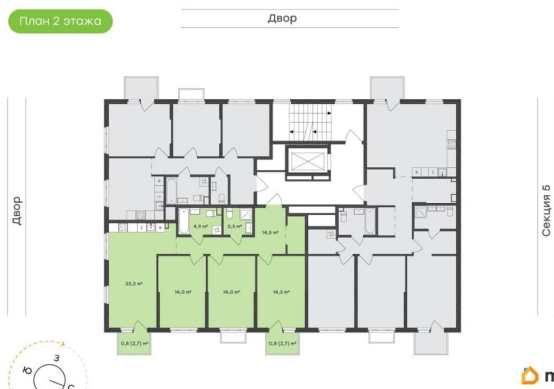 План 2 этажа
Двор
Двор
Секция 5
4,9 м²
3,3 м²
14,5 м²
23,3 м²
14,0 м²
14,0 м²
14,3 м²
0,8 (2,7) м²
0,8 (2,7) м²
З
Ю
С